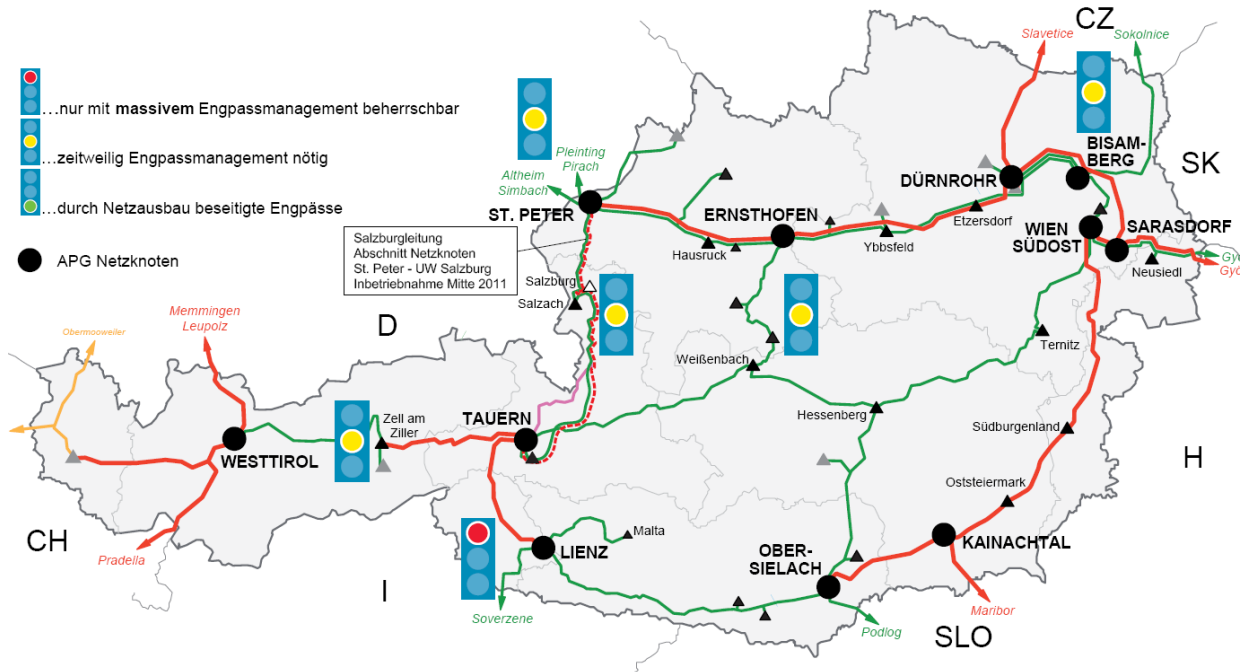 CZ
Slavetice
Sokolnice
...nur mit massivem Engpassmanagement beherrschbar
...zeitweilig Engpassmanagement nötig
...durch Netzausbau beseitigte Engpässe
APG Netzknoten
Pleinting
Pirach
Altheim
Simbach
BISAM-
BERG
SK
DÜRNROHR
ST. PETER
ERNSTHOFEN
Etzersdorf
WIEN
SÜDOST
SARASDORF
Ybbsfeld
Hausruck
Neusiedl
Győ
Győ
Salzburgleitung
Abschnitt Netzknoten
St. Peter - UW Salzburg
Inbetriebnahme Mitte 2011
Salzburg
Salzach
D
Memmingen
Leupolz
Obermooweiler
Ternitz
Weißenbach
Hessenberg
Zell am
Ziller
TAUERN
WESTTIROL
Südburgenland
H
Oststeiermark
CH
Pradella
Malta
LIENZ
OBER-
SIELACH
KAINACHTAL
I
Soverzene
Maribor
Podlog
SLO